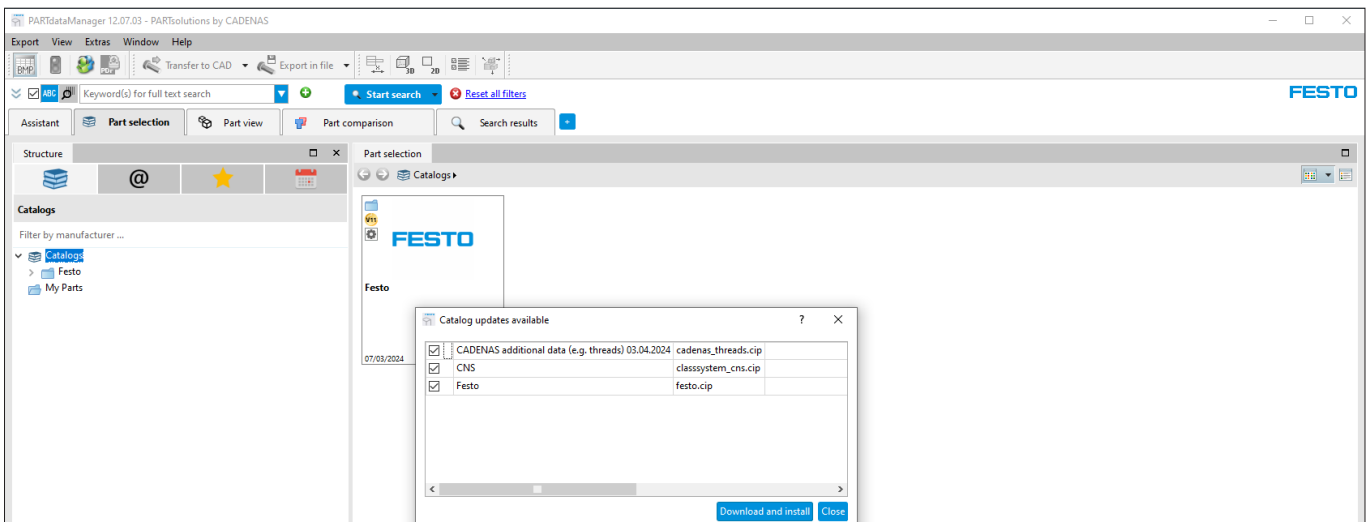 PARTdataManager 12.07.03 - PARTsolutions by CADENAS
Export View Extras Window Help
BMP PDF Transfer to CAD Export in file 3D 2D
ABC Keyword(s) for full text search Start search Reset all filters FESTO
Assistant Part selection Part view Part comparison Search results +
Structure
@
Catalogs
Filter by manufacturer ...
Catalogs
Festo
My Parts
Part selection
Catalogs
V11
FESTO
Festo
07/03/2024
Catalog updates available ?
CADENAS additional data (e.g. threads) 03.04.2024 cadenas_threads.cip
CNS classsystem_cns.cip
Festo festo.cip
Download and install Close